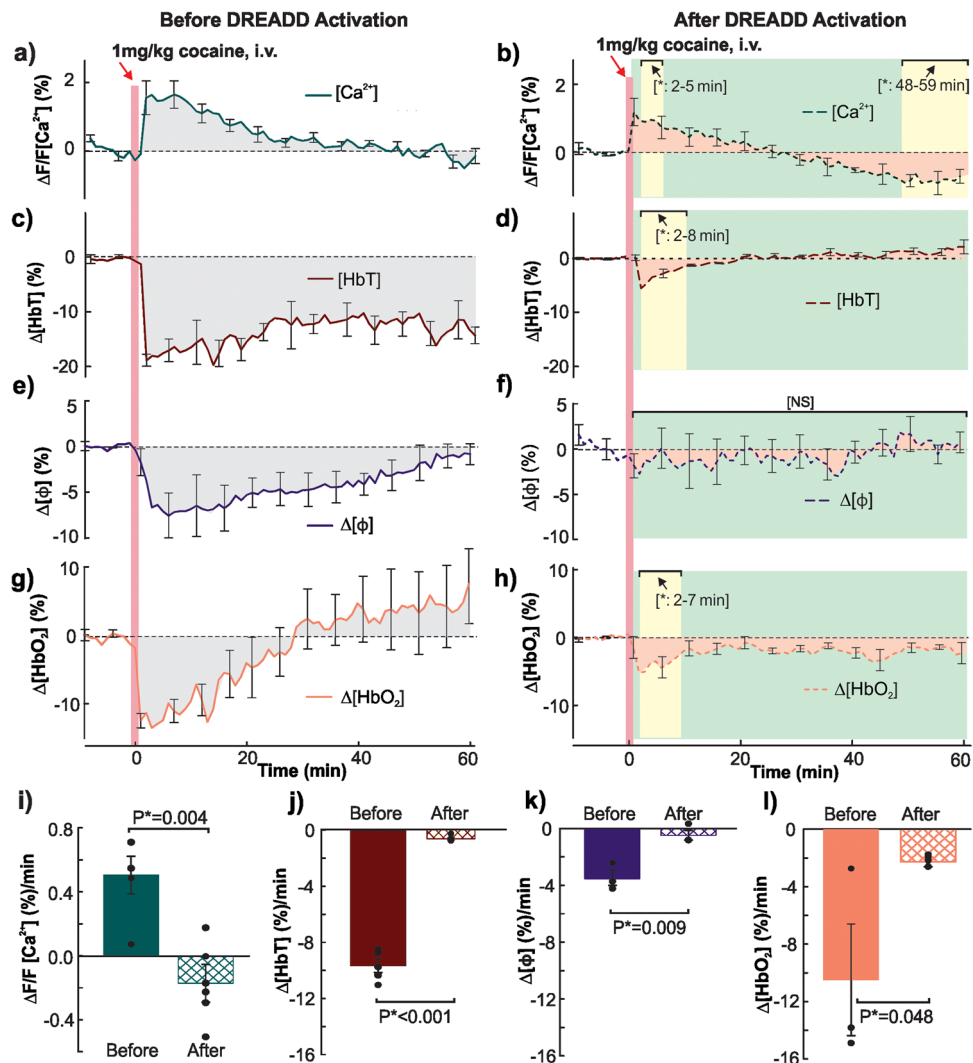 Before DREADD Activation
After DREADD Activation
a)
1mg/kg cocaine, i.v.
ΔF/F[Ca²⁺] (%)
2
0
[Ca²⁺]
b)
1mg/kg cocaine, i.v.
ΔF/F[Ca²⁺] (%)
2
0
[*: 2-5 min]
[*: 48-59 min]
[Ca²⁺]
c)
Δ[HbT] (%)
0
-10
-20
[HbT]
d)
Δ[HbT] (%)
0
-10
-20
[*: 2-8 min]
[HbT]
e)
Δ[ϕ] (%)
5
0
-5
-10
Δ[ϕ]
f)
Δ[ϕ] (%)
5
0
-5
-10
[NS]
Δ[ϕ]
g)
Δ[HbO₂] (%)
10
0
-10
Δ[HbO₂]
0
20
40
60
Time (min)
h)
Δ[HbO₂] (%)
10
0
-10
[*: 2-7 min]
Δ[HbO₂]
0
20
40
60
Time (min)
i)
ΔF/F [Ca²⁺] (%)/min
0.8
0.4
0.0
-0.4
P*=0.004
Before
After
j)
Before
After
Δ[HbT] (%)/min
0
-4
-8
-12
-16
P*<0.001
k)
Before
After
Δ[ϕ] (%)/min
0
-4
-8
-12
-16
P*=0.009
l)
Before
After
Δ[HbO₂] (%)/min
0
-4
-8
-12
-16
P*=0.048